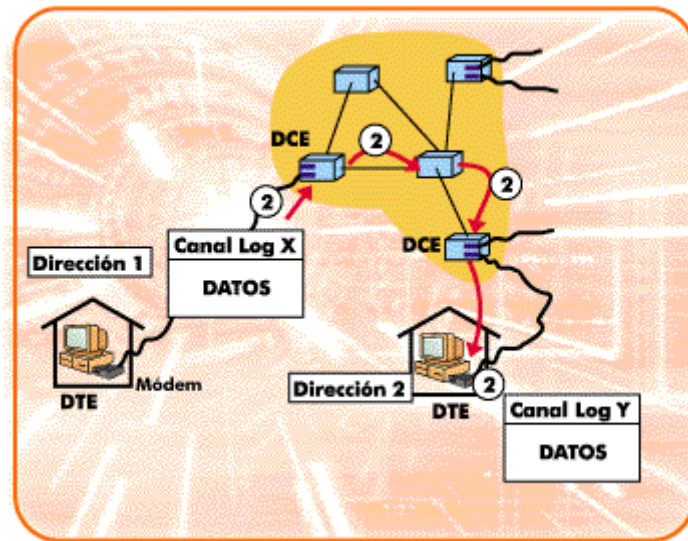 DCE
2
2
2
Canal Log X
DATOS
Dirección 1
DCE
Módem
DTE
Dirección 2
2
DTE
Canal Log Y
DATOS